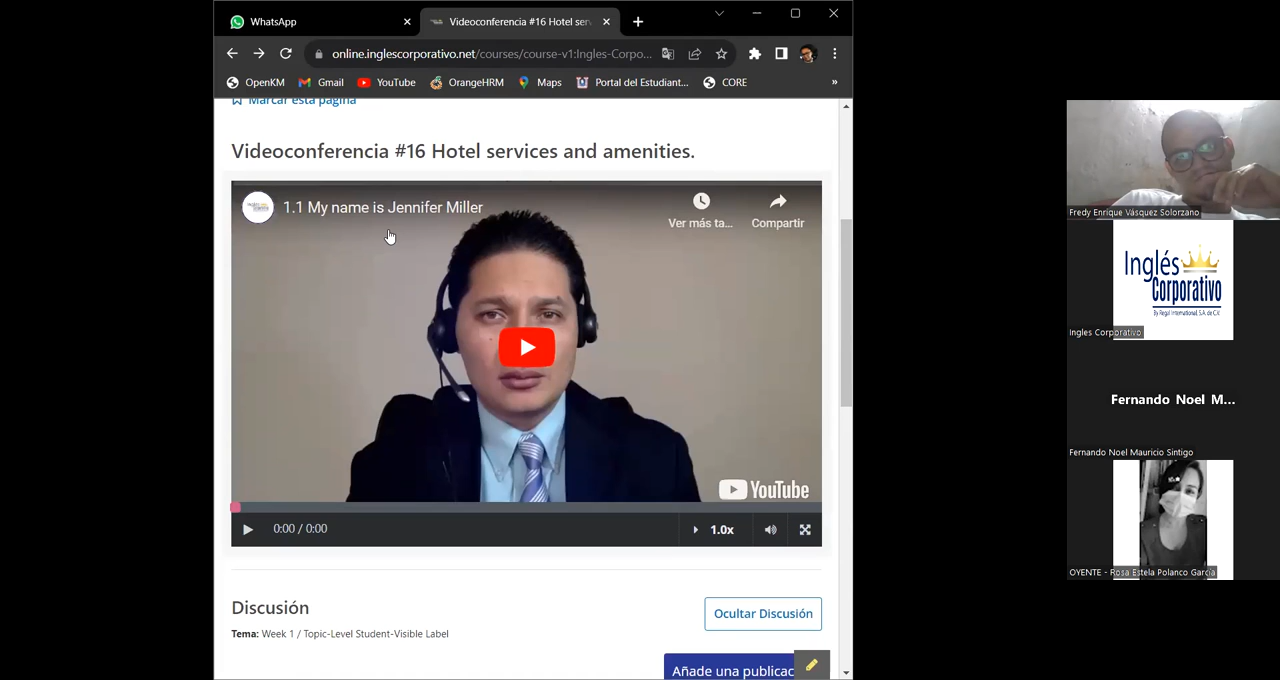 WhatsApp
Videoconferencia #16 Hotel serv
online.inglescorporativo.net/courses/course-v1:Ingles-Corpo...
OpenKM
Gmail
YouTube
OrangeHRM
Maps
Portal del Estudiant...
CORE
»
Marcar esta página
Videoconferencia #16 Hotel services and amenities.
1.1 My name is Jennifer Miller
Ver más ta...
Compartir
YouTube
0:00 / 0:00
1.0x
Discusión
Ocultar Discusión
Tema: Week 1 / Topic-Level Student-Visible Label
Añade una publicac
Fredy Enrique Vásquez Solorzano
Inglés
Corporativo
By Regal International. S.A. de C.V.
Ingles Corporativo
Fernando Noel M...
Fernando Noel Mauricio Sintigo
OYENTE - Rosa Estela Polanco García